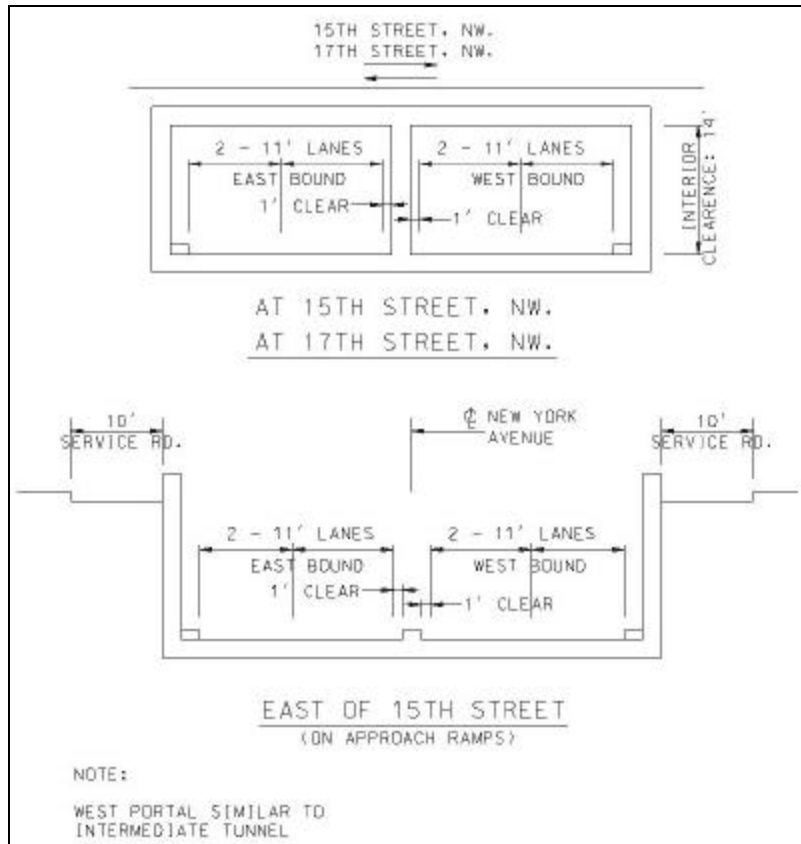 15TH STREET, NW.
17TH STREET, NW.
2 - 11' LANES
EAST BOUND
1' CLEAR
2 - 11' LANES
WEST BOUND
1' CLEAR
INTERIOR
CLEARENCE: 14'
AT 15TH STREET, NW.
AT 17TH STREET, NW.
10'
SERVICE RD.
℄ NEW YORK
AVENUE
10'
SERVICE RD.
2 - 11' LANES
EAST BOUND
1' CLEAR
2 - 11' LANES
WEST BOUND
1' CLEAR
EAST OF 15TH STREET
(ON APPROACH RAMPS)
NOTE:
WEST PORTAL SIMILAR TO
INTERMEDIATE TUNNEL